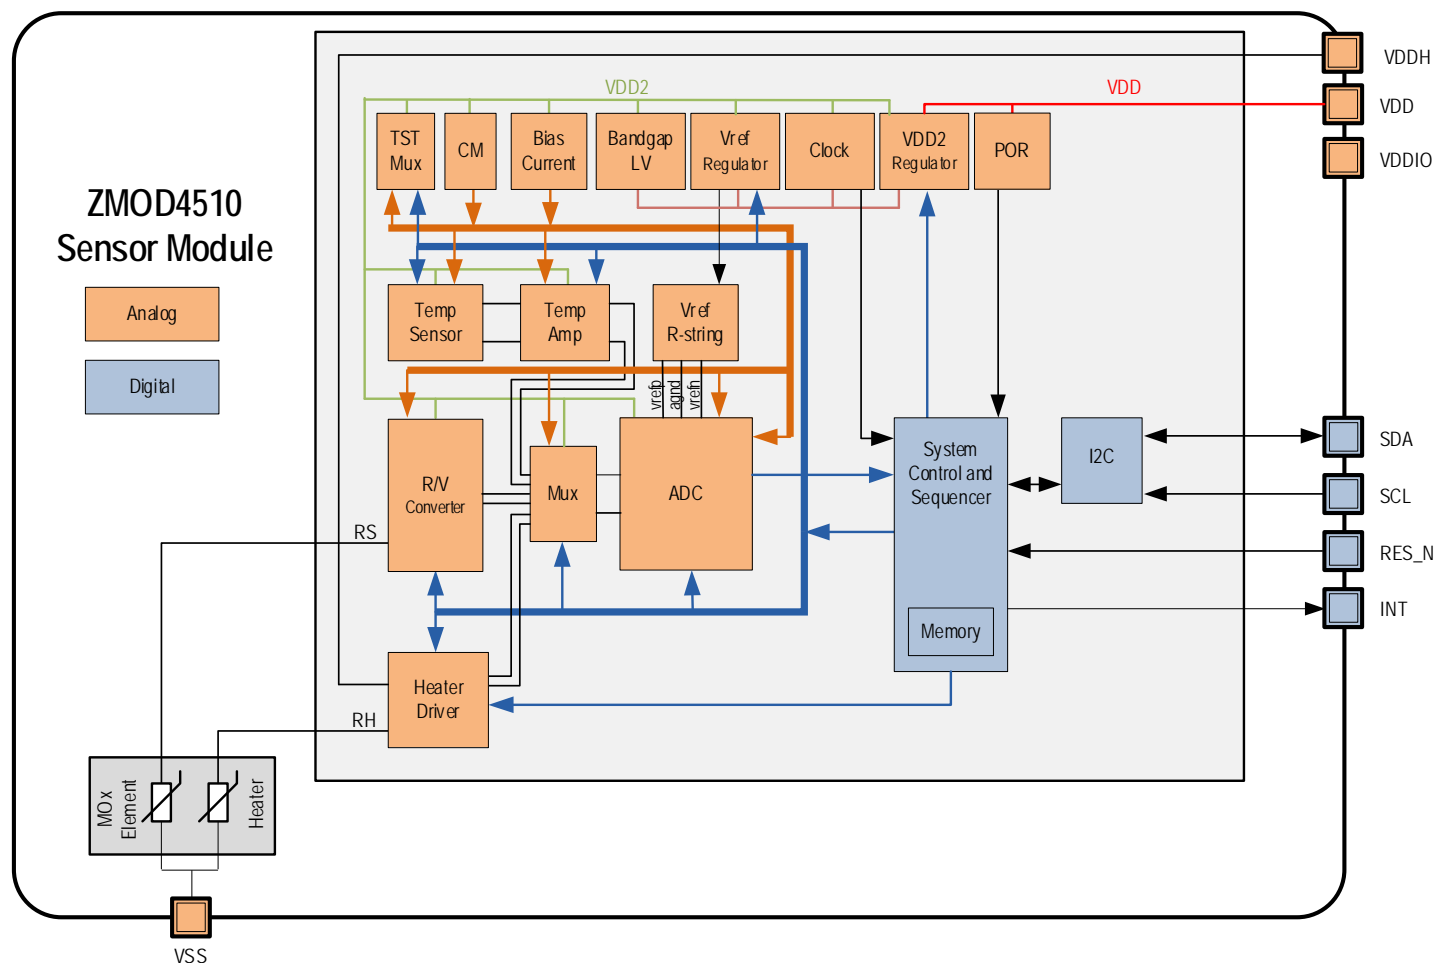 VDDH
VDD2
VDD
VDD
TST
Mux
CM
Bias
Current
Bandgap
LV
Vref
Regulator
Clock
VDD2
Regulator
POR
VDDIO
ZMOD4510
Sensor Module
Analog
Digital
Temp
Sensor
Temp
Amp
Vref
R-string
vrefp
agnd
vrefn
R/V
Converter
Mux
ADC
System
Control and
Sequencer
Memory
I2C
SDA
SCL
RES_N
INT
RS
Heater
Driver
RH
MOx
Element
Heater
VSS